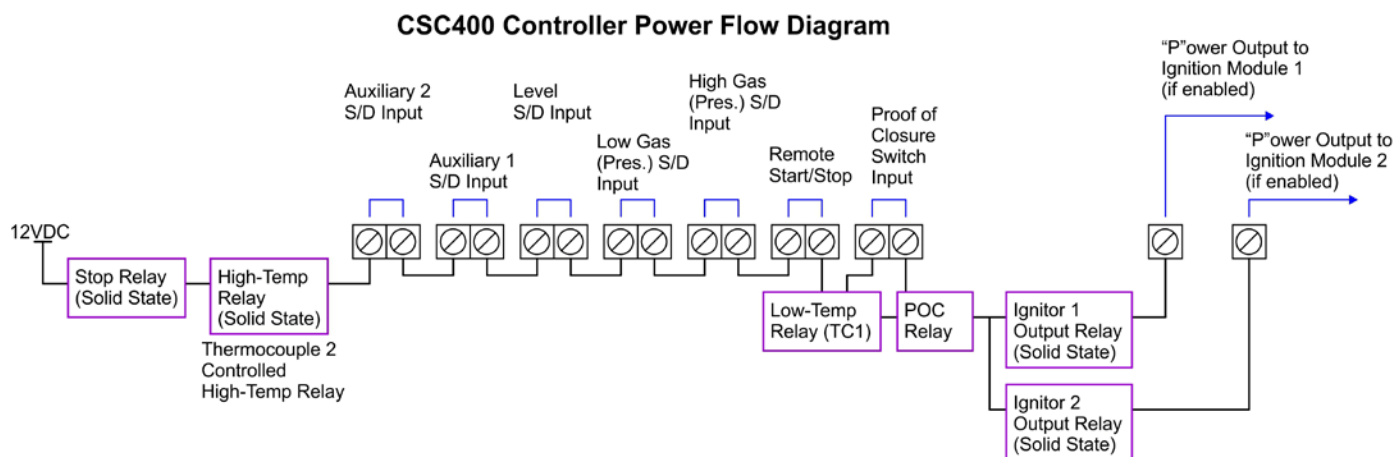 CSC400 Controller Power Flow Diagram
"P"ower Output to
Ignition Module 1
(if enabled)
Auxiliary 2
S/D Input
Level
S/D Input
High Gas
(Pres.) S/D
Input
Proof of
Closure
Switch
Input
"P"ower Output to
Ignition Module 2
(if enabled)
Auxiliary 1
S/D Input
Low Gas
(Pres.) S/D
Input
Remote
Start/Stop
12VDC
Stop Relay
(Solid State)
High-Temp
Relay
(Solid State)
Thermocouple 2
Controlled
High-Temp Relay
Low-Temp
Relay (TC1)
POC
Relay
Ignitor 1
Output Relay
(Solid State)
Ignitor 2
Output Relay
(Solid State)